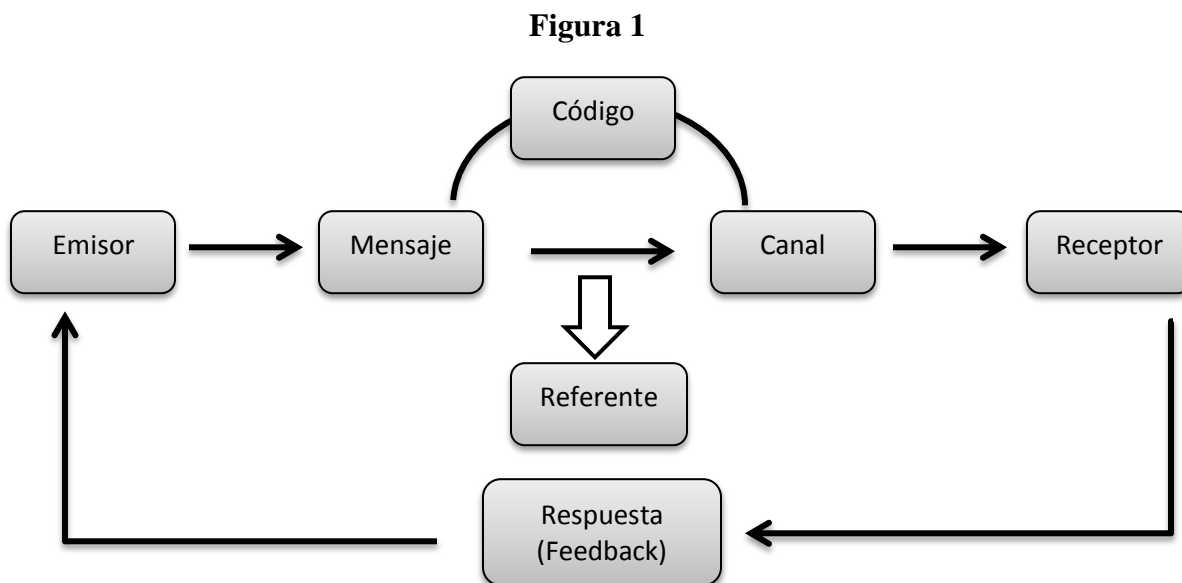 Figura 1
Código
Emisor
Mensaje
Canal
Receptor
Referente
Respuesta
(Feedback)